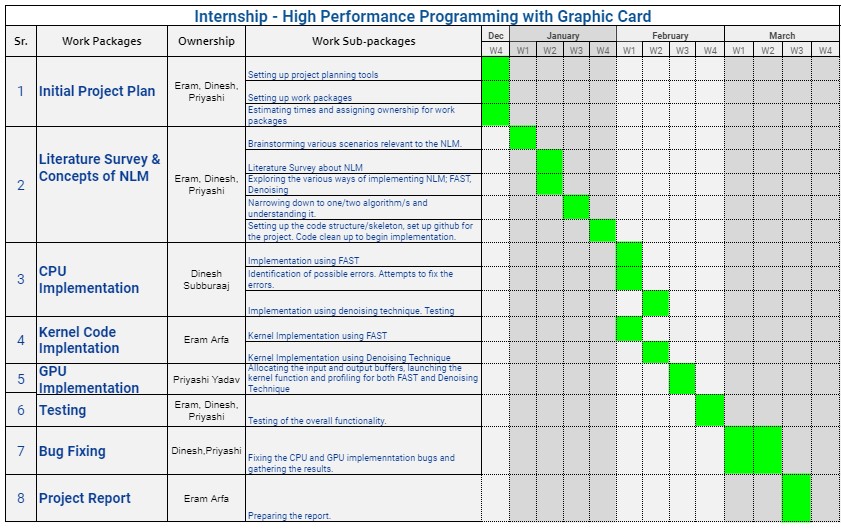 Internship - High Performance Programming with Graphic Card
Sr.
Work Packages
Ownership
Work Sub-packages
Dec
January
February
March
W4
W1
W2
W3
W4
W1
W2
W3
W4
W1
W2
W3
W4
1
Initial Project Plan
Eram, Dinesh,
Priyashi
Setting up project planning tools
Setting up work packages
Estimating times and assigning ownership for work
packages
2
Literature Survey &
Concepts of NLM
Eram, Dinesh,
Priyashi
Brainstorming various scenarios relevant to the NLM.
Literature Survey about NLM
Exploring the various ways of implementing NLM; FAST,
Denoising
Narrowing down to one/two algorithm/s and
understanding it.
Setting up the code structure/skeleton, set up github for
the project. Code clean up to begin implementation.
3
CPU
Implementation
Dinesh
Subburaaj
Implementation using FAST
Identification of possible errors. Attempts to fix the
errors.
Implementation using denoising technique. Testing
4
Kernel Code
Implentation
Eram Arfa
Kernel Implementation using FAST
Kernel Implementation using Denoising Technique
5
GPU
Implementation
Priyashi Yadav
Allocating the input and output buffers, launching the
kernel function and profiling for both FAST and Denoising
Technique
6
Testing
Eram, Dinesh,
Priyashi
Testing of the overall functionality.
7
Bug Fixing
Dinesh,Priyashi
Fixing the CPU and GPU implemenntation bugs and
gathering the results.
8
Project Report
Eram Arfa
Preparing the report.